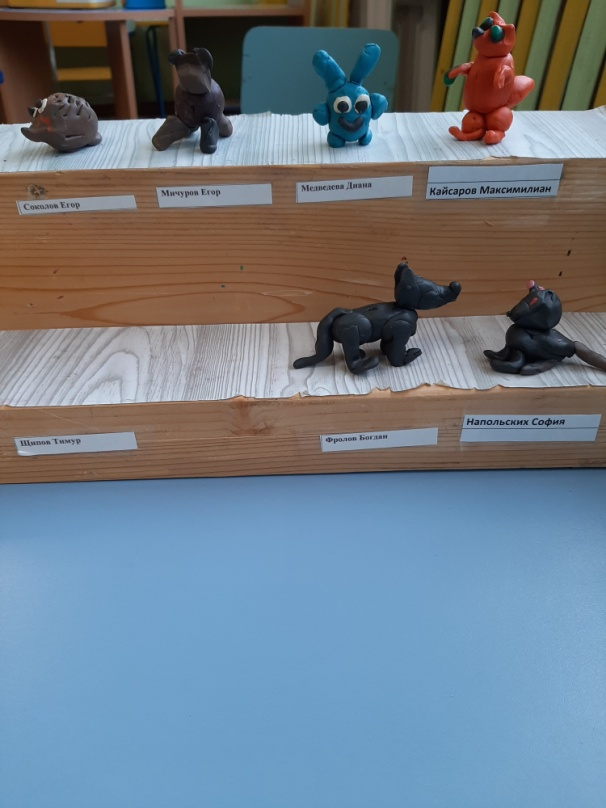 Соколов Егор
Мичуров Егор
Медведева Диана
Кайсаров Максимилиан
Щипов Тимур
Фролов Богдан
Напольских София